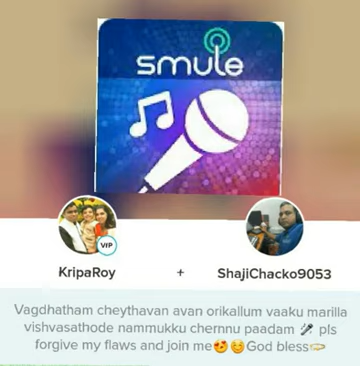 smule
VIP
KripaRoy + ShajiChacko9053
Vagdhatham cheythavan avan orikallum vaaku marilla
vishvasathode nammukku chernnu paadam 🎤 pls
forgive my flaws and join me😍😊God bless🤝